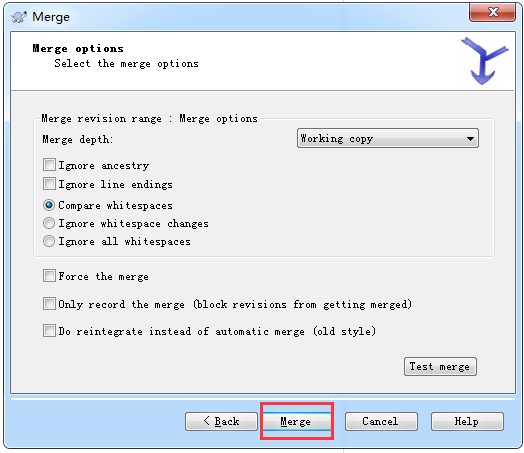 Merge
Merge options
Select the merge options
Merge revision range : Merge options
Merge depth:
Working copy
Ignore ancestry
Ignore line endings
Compare whitespaces
Ignore whitespace changes
Ignore all whitespaces
Force the merge
Only record the merge (block revisions from getting merged)
Do reintegrate instead of automatic merge (old style)
Test merge
< Back
Merge
Cancel
Help